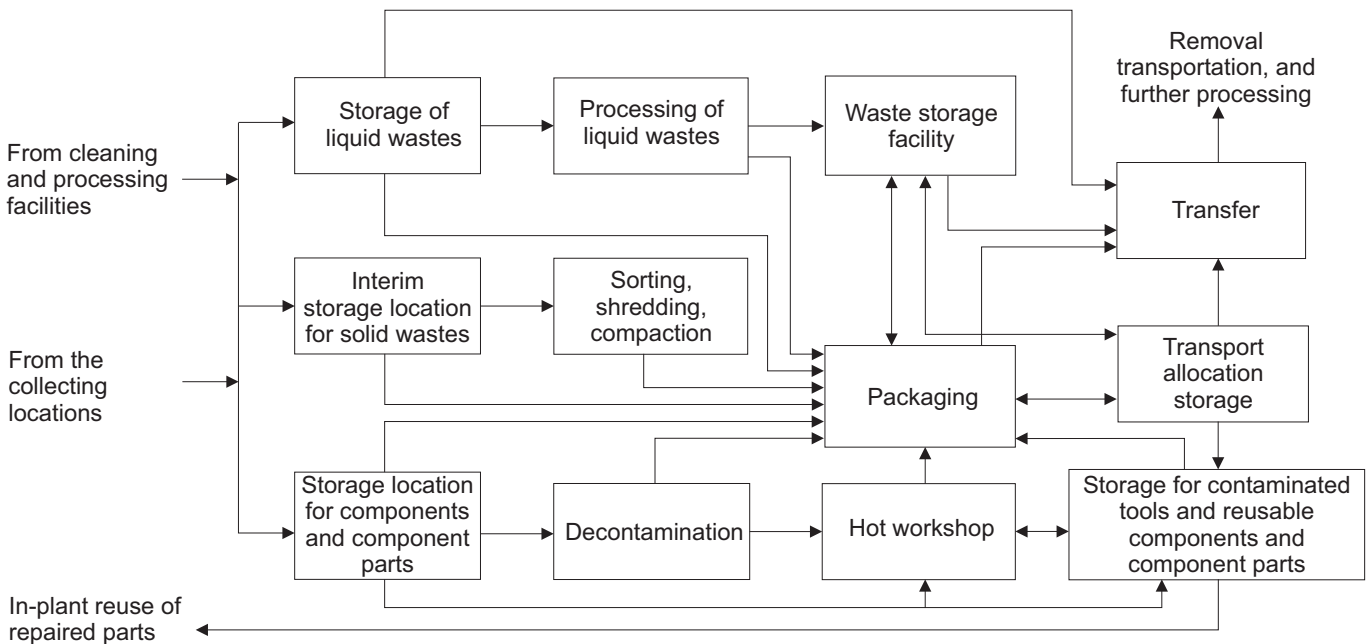 Removal
transportation, and
further processing
Storage of
liquid wastes
Processing of
liquid wastes
Waste storage
facility
From cleaning
and processing
facilities
Transfer
Interim
storage location
for solid wastes
Sorting,
shredding,
compaction
From the
collecting
locations
Packaging
Transport
allocation
storage
Storage location
for components
and component
parts
Decontamination
Hot workshop
Storage for contaminated
tools and reusable
components and
component parts
In-plant reuse of
repaired parts